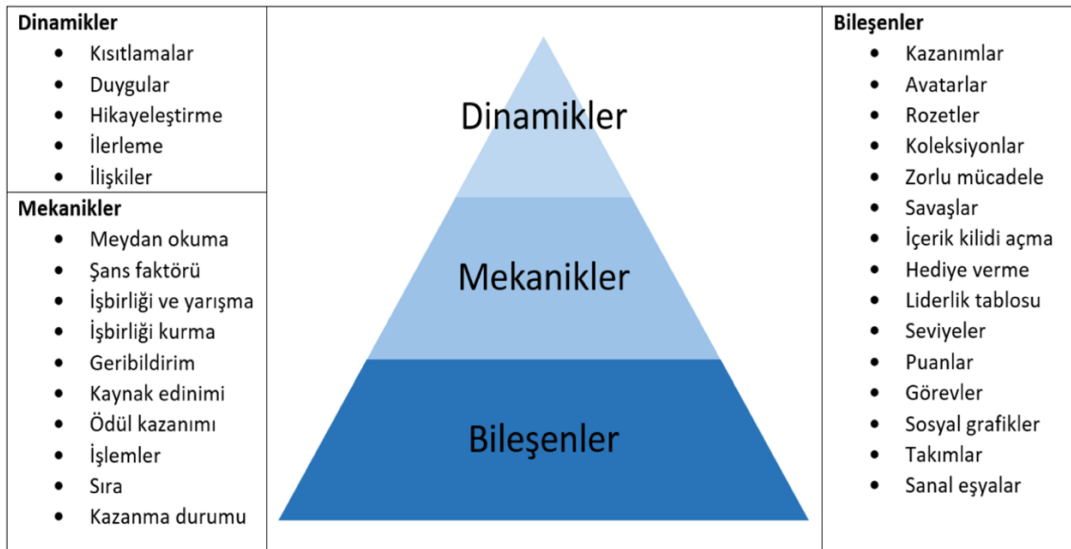 Dinamikler
• Kısıtlamalar
• Duygular
• Hikayeleştirme
• İlerleme
• İlişkiler
Mekanikler
• Meydan okuma
• Şans faktörü
• İşbirliği ve yarışma
• İşbirliği kurma
• Geribildirim
• Kaynak edinimi
• Ödül kazanımı
• İşlemler
• Sıra
• Kazanma durumu
Dinamikler
Mekanikler
Bileşenler
Bileşenler
• Kazanımlar
• Avatarlar
• Rozetler
• Koleksiyonlar
• Zorlu mücadele
• Savaşlar
• İçerik kilidi açma
• Hediye verme
• Liderlik tablosu
• Seviyeler
• Puanlar
• Görevler
• Sosyal grafikler
• Takımlar
• Sanal eşyalar